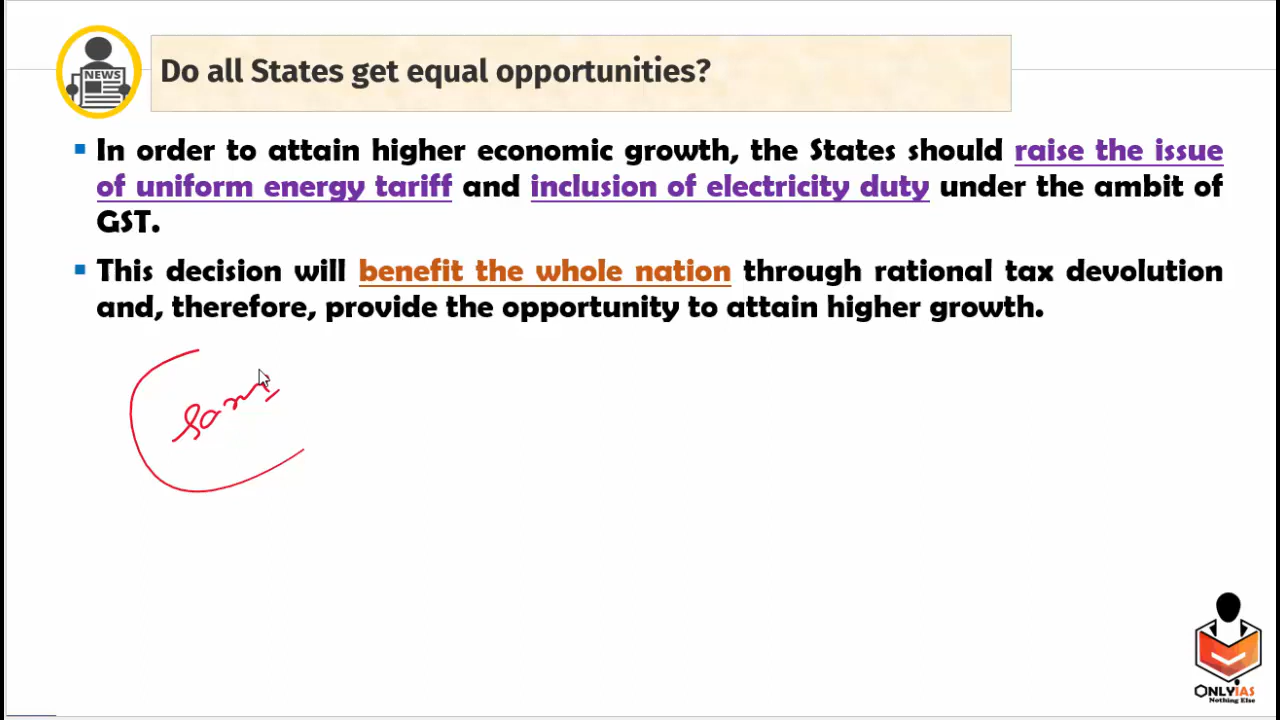 NEWS
Do all States get equal opportunities?
In order to attain higher economic growth, the States should raise the issue
of uniform energy tariff and inclusion of electricity duty under the ambit of
GST.
This decision will benefit the whole nation through rational tax devolution
and, therefore, provide the opportunity to attain higher growth.
ONLYIAS
Nothing Else